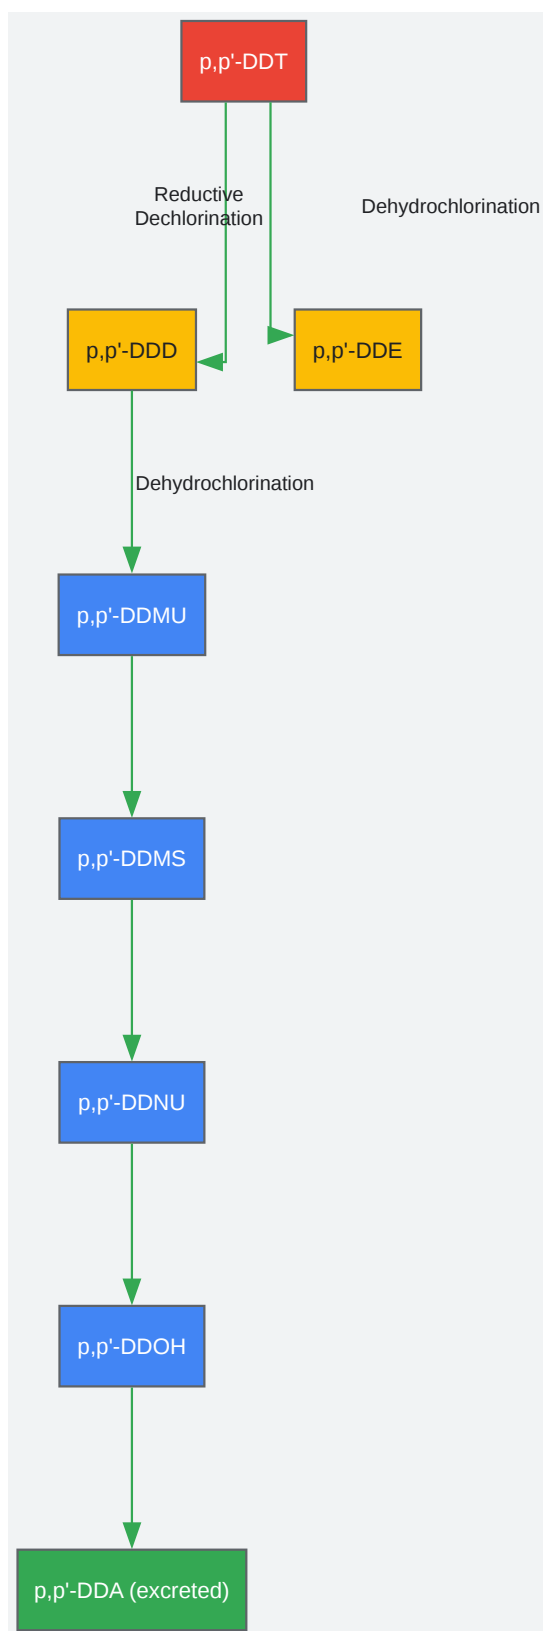 p,p'-DDT
Reductive
Dechlorination
Dehydrochlorination
p,p'-DDD
p,p'-DDE
Dehydrochlorination
p,p'-DDMU
p,p'-DDMS
p,p'-DDNU
p,p'-DDOH
p,p'-DDA (excreted)